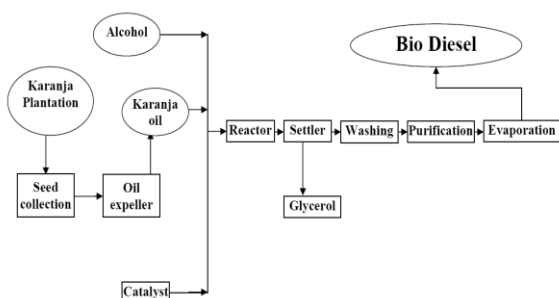 Alcohol
Bio Diesel
Karanja
Plantation
Karanja
oil
Reactor
Settler
Washing
Purification
Evaporation
Seed
collection
Oil
expeller
Glycerol
Catalyst